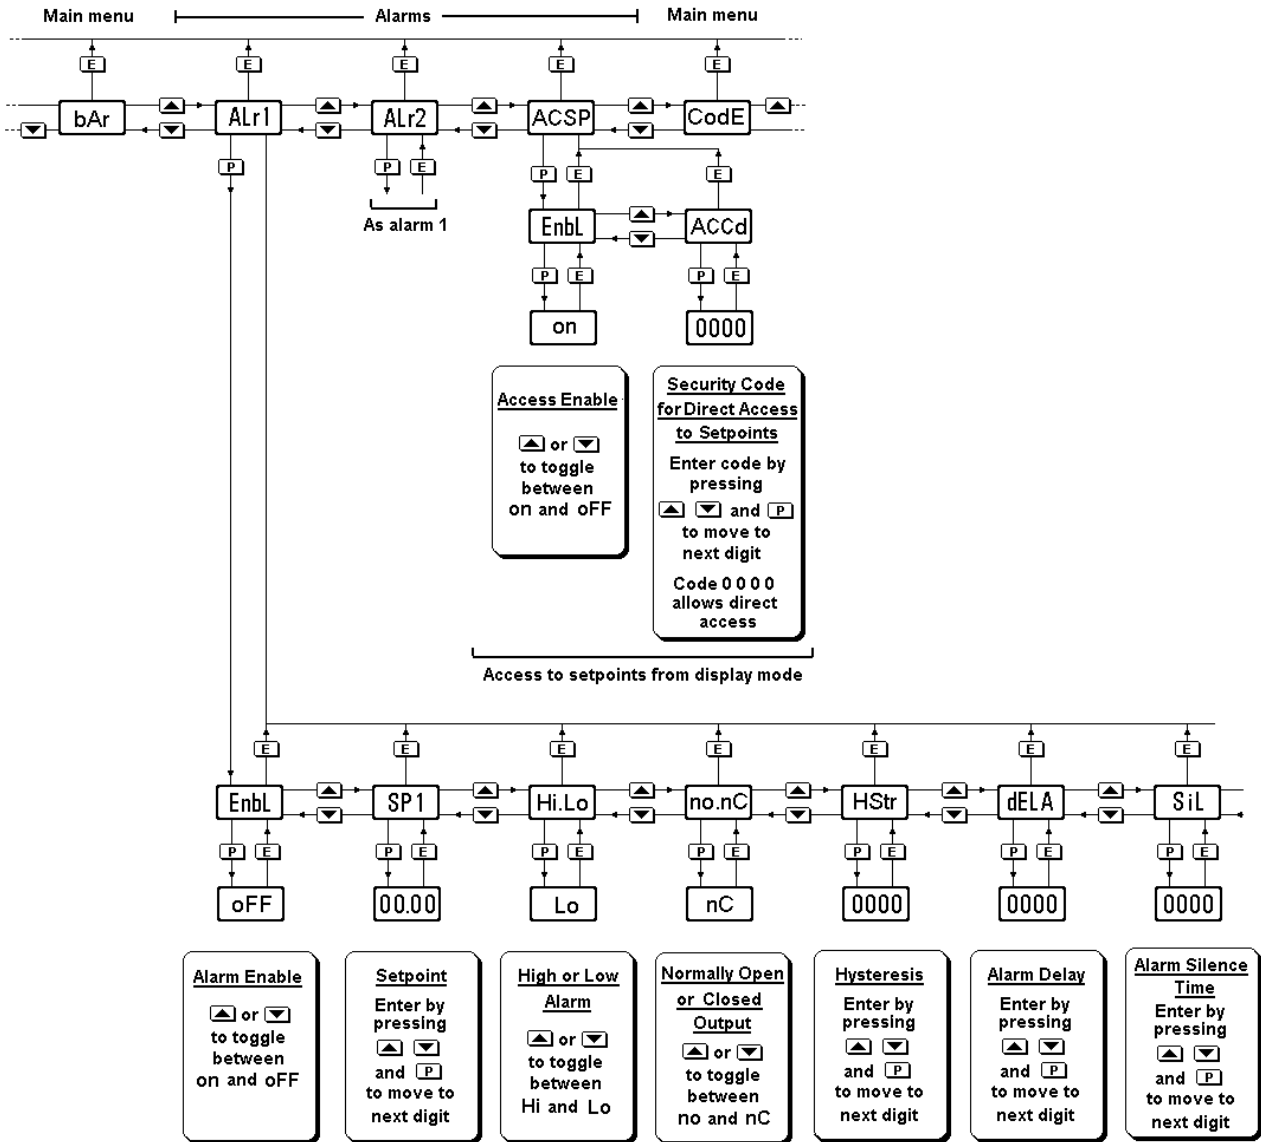 Main menu
Alarms
Main menu
E
E
E
E
E
bAr
ALr1
ALr2
ACSP
CodE
P
P
E
P
E
E
As alarm 1
EnbL
ACCd
P
E
P
E
on
0000
Access Enable
or
to toggle
between
on and oFF
Security Code
for Direct Access
to Setpoints
Enter code by
pressing
and P
to move to
next digit
Code 0 0 0 0
allows direct
access
Access to setpoints from display mode
E
E
E
E
E
E
E
EnbL
SP1
Hi.Lo
no.nC
HStr
dELA
SiL
P
E
P
E
P
E
P
E
P
E
P
E
P
E
oFF
00.00
Lo
nC
0000
0000
0000
Alarm Enable
or
to toggle
between
on and oFF
Setpoint
Enter by
pressing
and P
to move to
next digit
High or Low
Alarm
or
to toggle
between
Hi and Lo
Normally Open
or Closed
Output
or
to toggle
between
no and nC
Hysteresis
Enter by
pressing
and P
to move to
next digit
Alarm Delay
Enter by
pressing
and P
to move to
next digit
Alarm Silence
Time
Enter by
pressing
and P
to move to
next digit